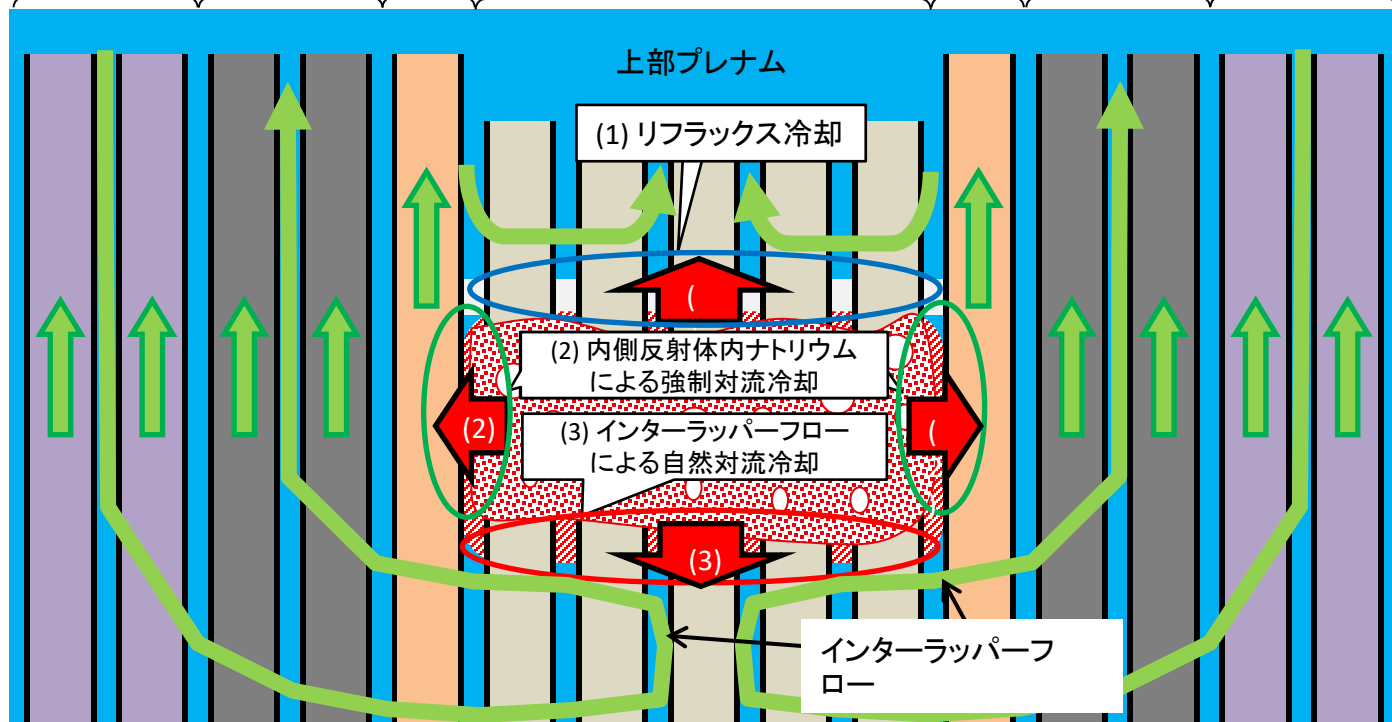 上部プレナム
(1) リフラックス冷却
(
(2) 内側反射体内ナトリウム
による強制対流冷却
(2)
(
(3) インターラッパーフロー
による自然対流冷却
(3)
インターラッパーフ
ロー